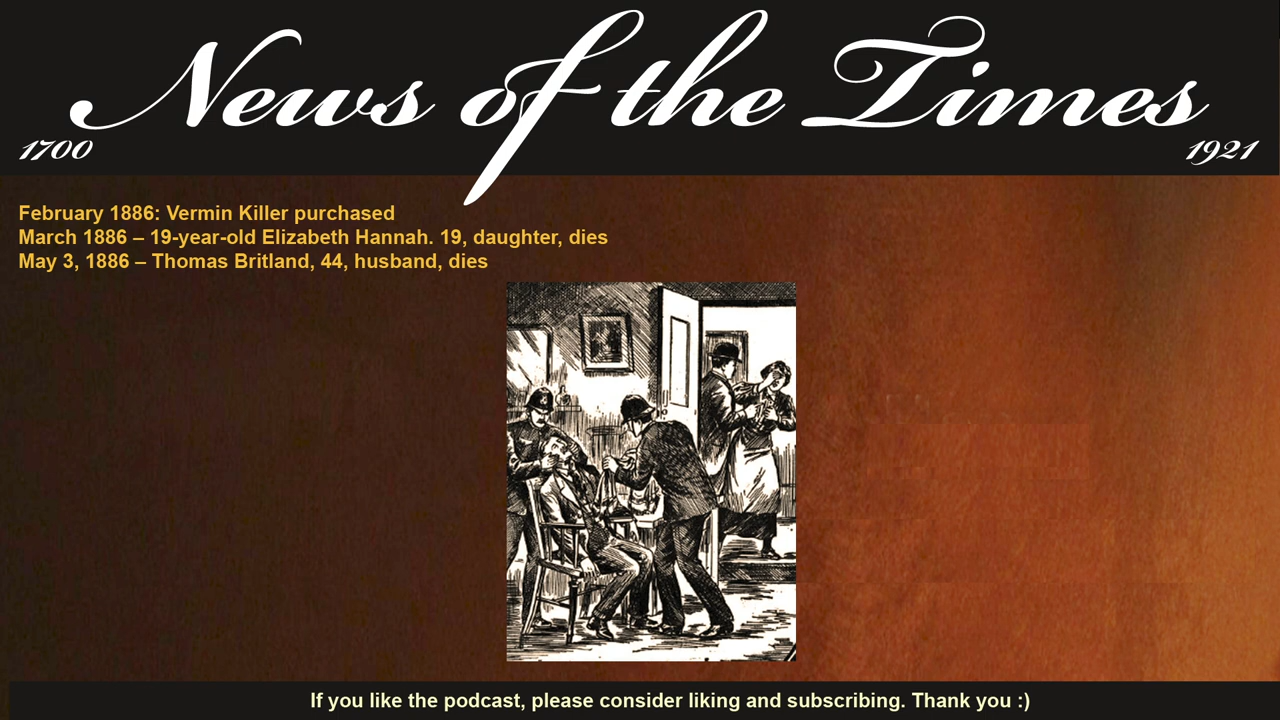 News of the Times
1700
1921
February 1886: Vermin Killer purchased
March 1886 – 19-year-old Elizabeth Hannah. 19, daughter, dies
May 3, 1886 – Thomas Britland, 44, husband, dies
If you like the podcast, please consider liking and subscribing. Thank you :)